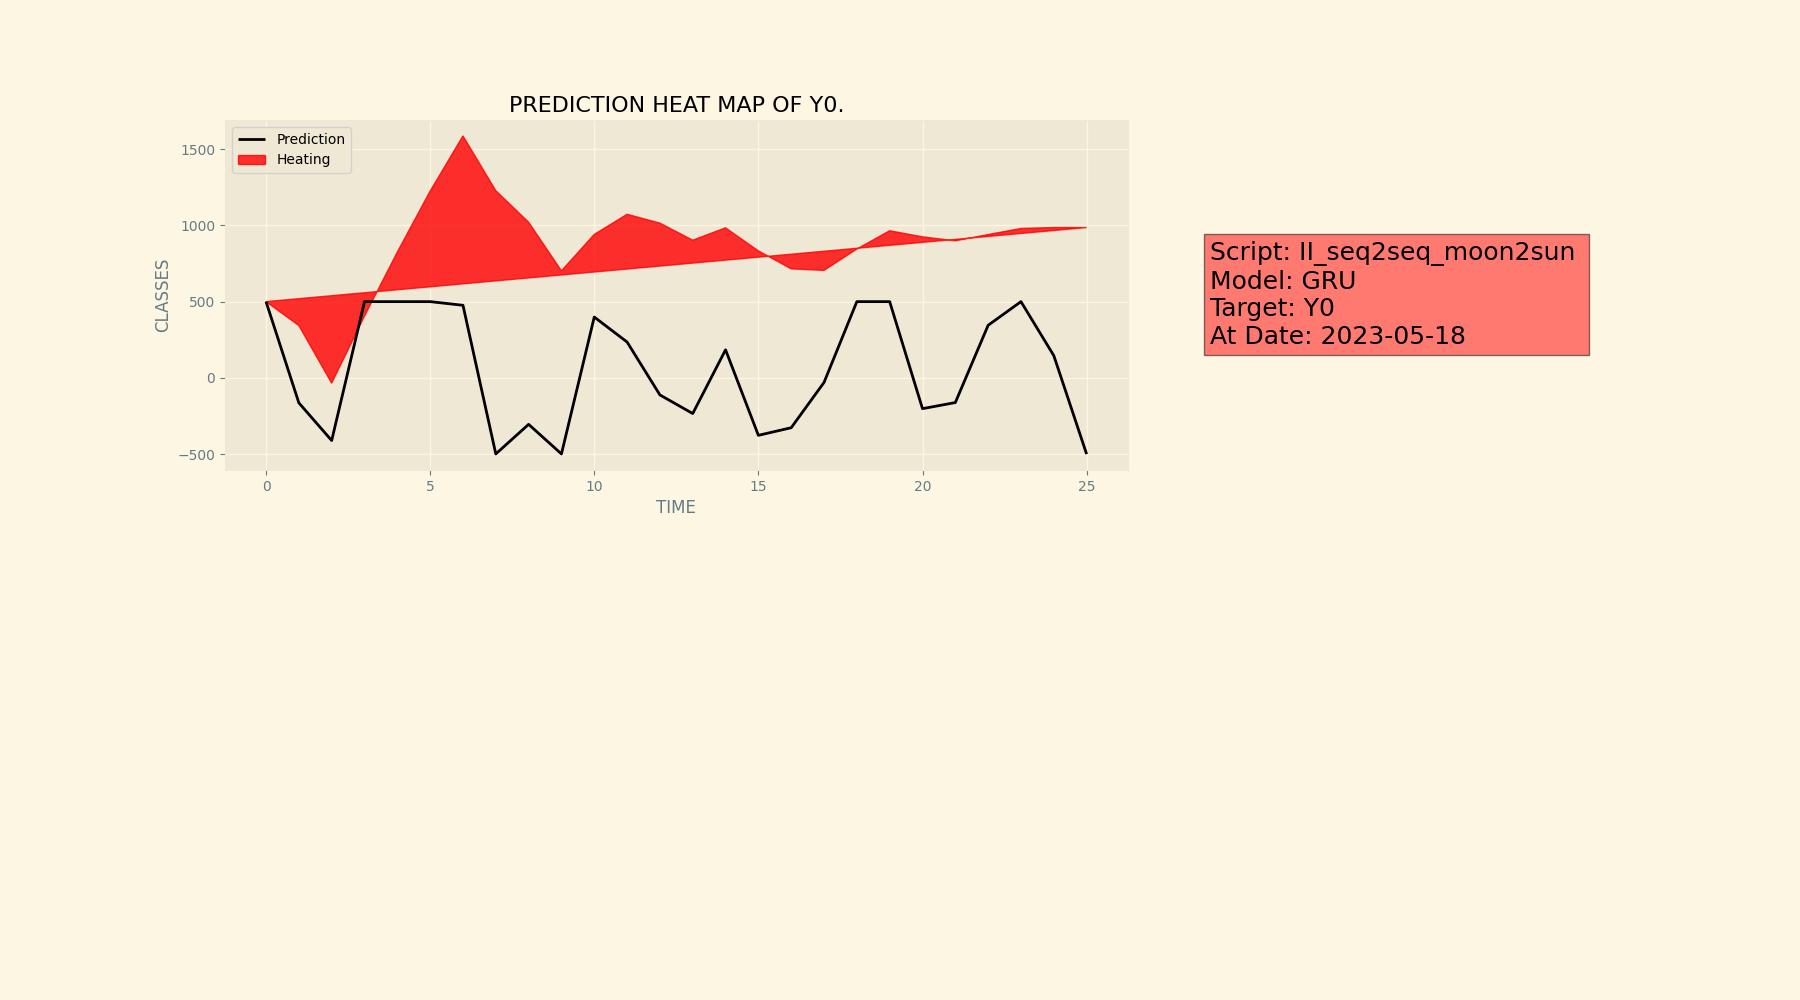 PREDICTION HEAT MAP OF Y0.
Prediction
Heating
1500
1000
500
0
−500
CLASSES
0 5 10 15 20 25
TIME
Script: II_seq2seq_moon2sun
Model: GRU
Target: Y0
At Date: 2023-05-18